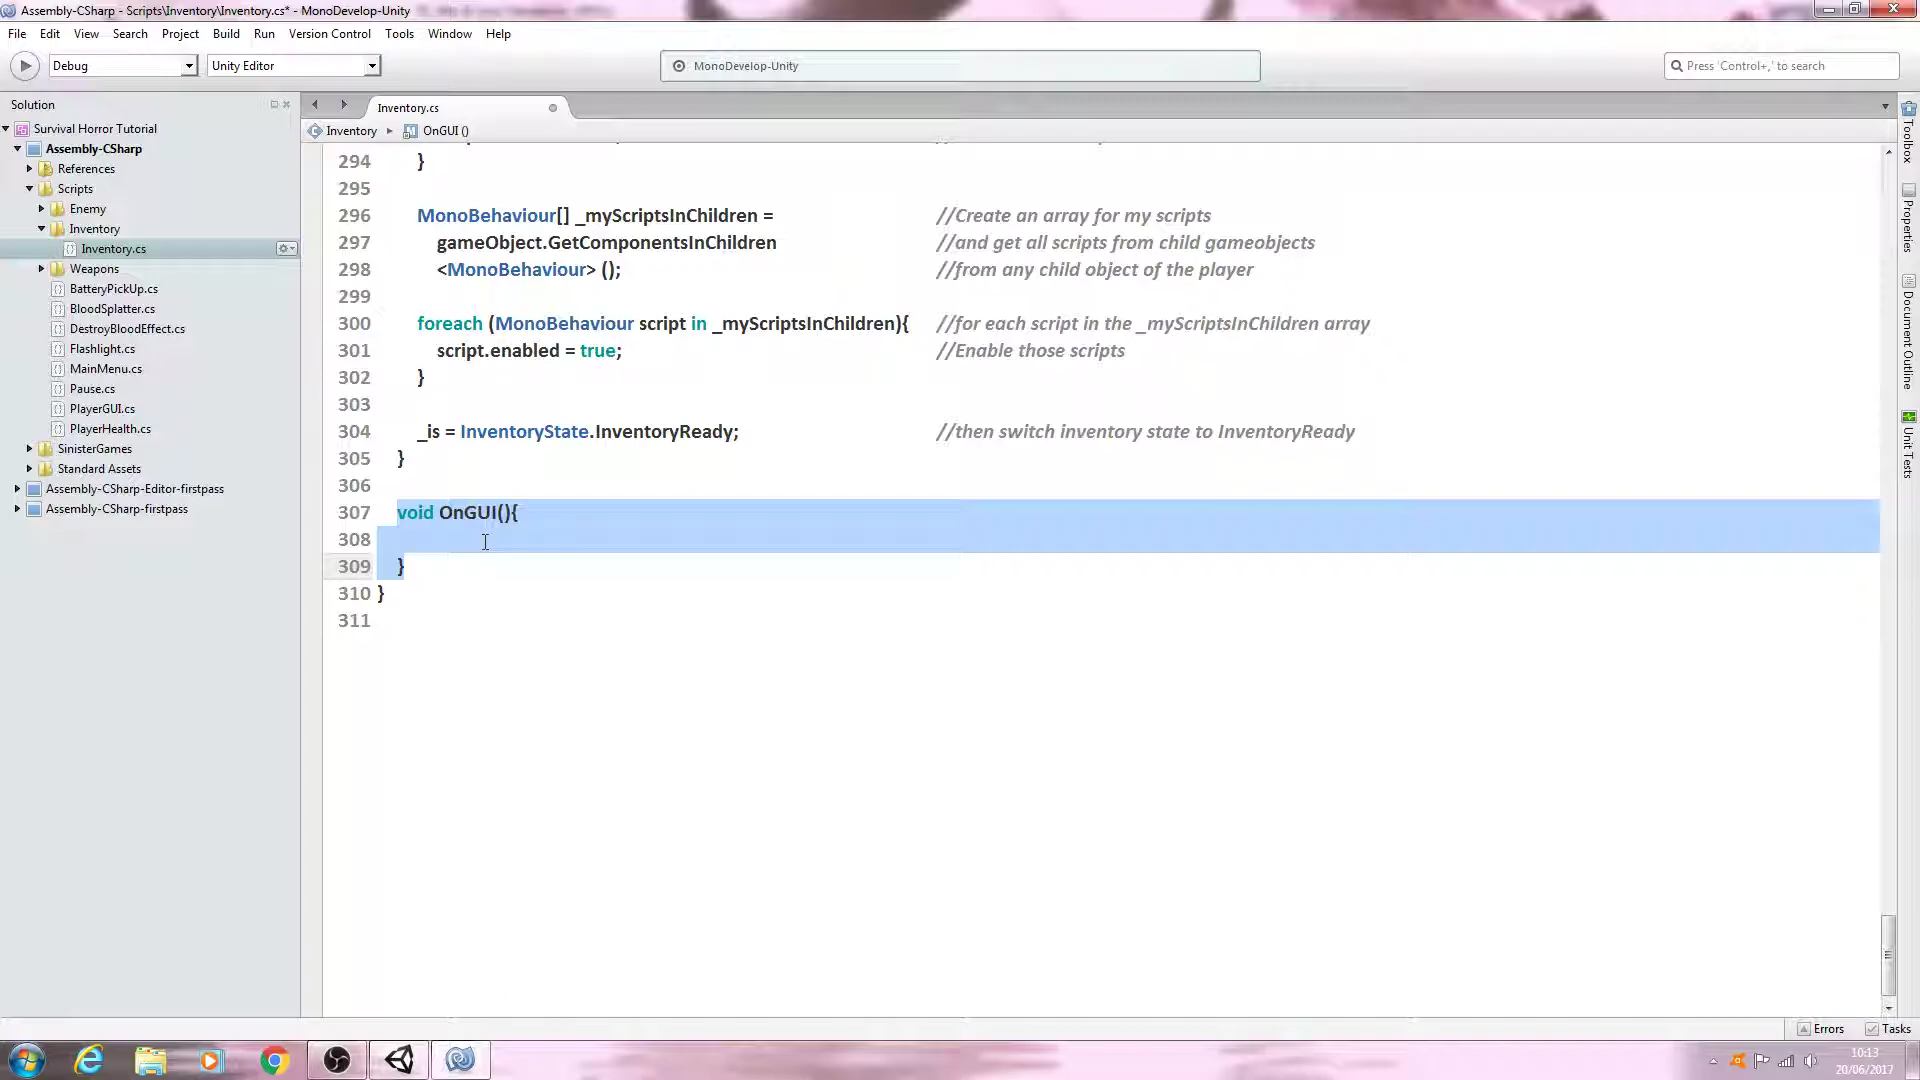 Assembly-CSharp - Scripts\Inventory\Inventory.cs* - MonoDevelop-Unity
File Edit View Search Project Build Run Version Control Tools Window Help
Debug Unity Editor MonoDevelop-Unity Press 'Control+,' to search
Solution
Survival Horror Tutorial
Assembly-CSharp
References
Scripts
Enemy
Inventory
Inventory.cs
Weapons
BatteryPickUp.cs
BloodSplatter.cs
DestroyBloodEffect.cs
Flashlight.cs
MainMenu.cs
Pause.cs
PlayerGUI.cs
PlayerHealth.cs
SinisterGames
Standard Assets
Assembly-CSharp-Editor-firstpass
Assembly-CSharp-firstpass
Inventory.cs
Inventory OnGUI ()
294 }
295
296 MonoBehaviour[] _myScriptsInChildren = //Create an array for my scripts
297 gameObject.GetComponentsInChildren //and get all scripts from child gameobjects
298 <MonoBehaviour> (); //from any child object of the player
299
300 foreach (MonoBehaviour script in _myScriptsInChildren){ //for each script in the _myScriptsInChildren array
301 script.enabled = true; //Enable those scripts
302 }
303
304 _is = InventoryState.InventoryReady; //then switch inventory state to InventoryReady
305 }
306
307 void OnGUI(){
308
309 }
310 }
311
Toolbox
Properties
Document Outline
Unit Tests
Errors Tasks
10:13
20/06/2017